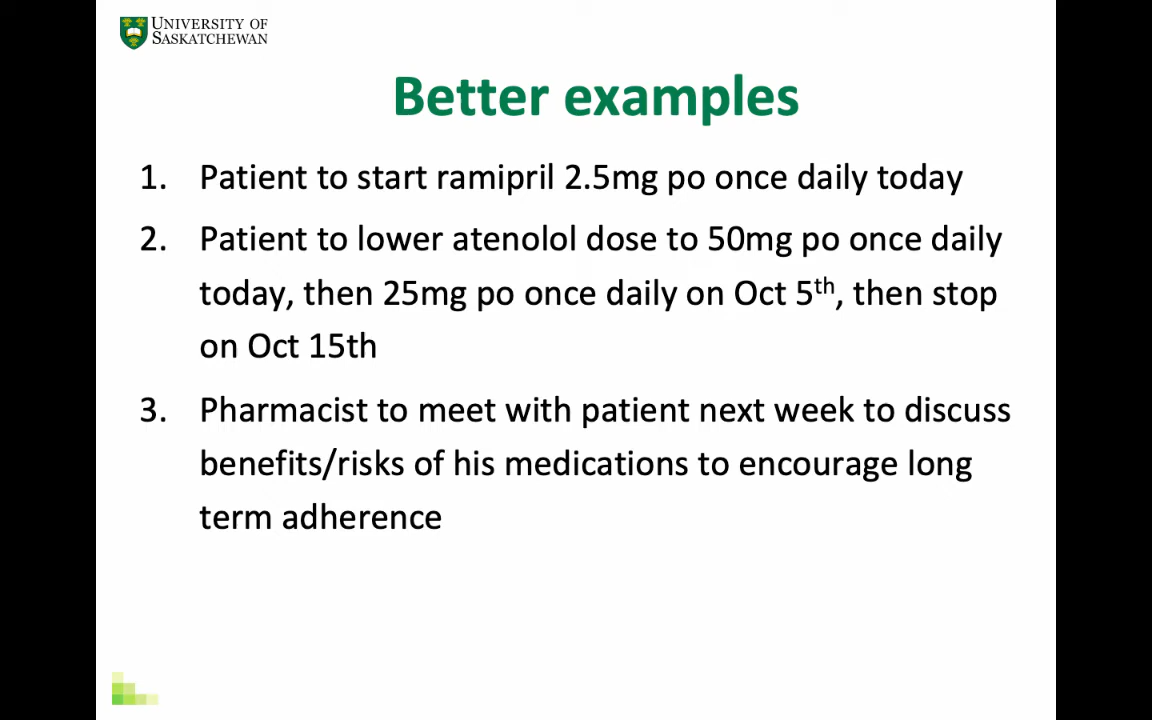 UNIVERSITY OF
SASKATCHEWAN
Better examples
1. Patient to start ramipril 2.5mg po once daily today
2. Patient to lower atenolol dose to 50mg po once daily
today, then 25mg po once daily on Oct 5th, then stop
on Oct 15th
3. Pharmacist to meet with patient next week to discuss
benefits/risks of his medications to encourage long
term adherence